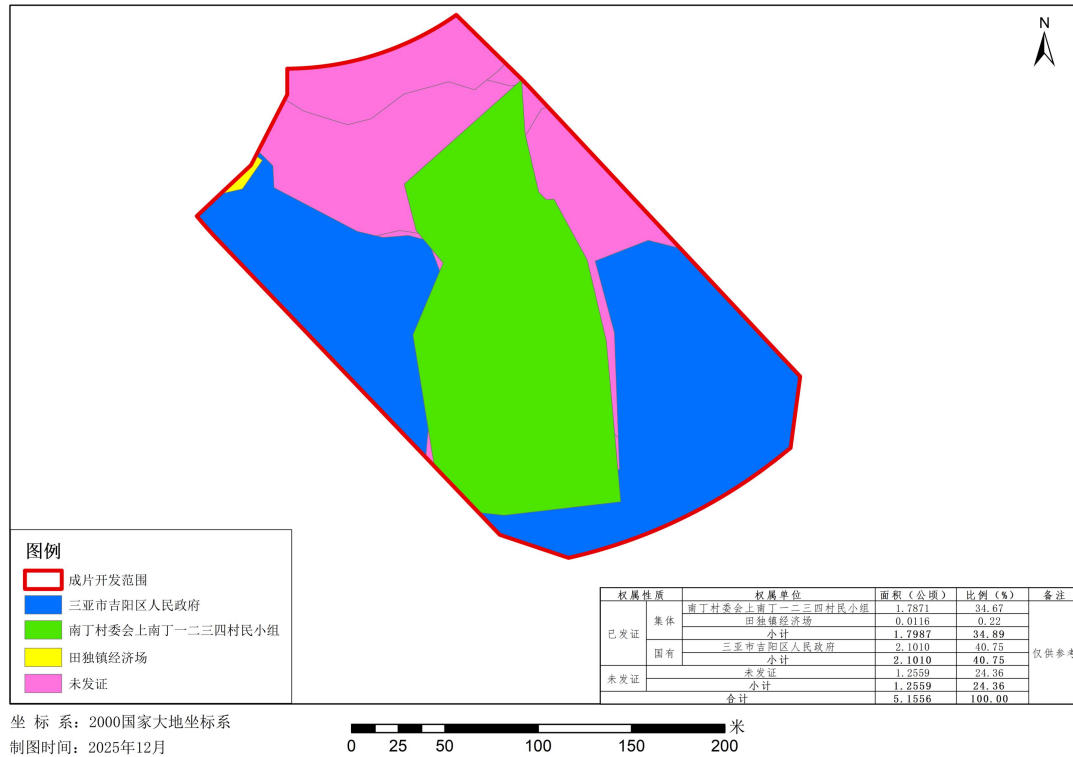 N
图例
成片开发范围
三亚市吉阳区人民政府
南丁村委会上南丁一二三四村民小组
田独镇经济场
未发证
权属性质 权属单位 面积（公顷） 比例（%） 备注
已发证 集体 南丁村委会上南丁一二三四村民小组 1.7871 34.67 仅供参考
田独镇经济场 0.0116 0.22
小计 1.7987 34.89
国有 三亚市吉阳区人民政府 2.1010 40.75
小计 2.1010 40.75
未发证 未发证 1.2559 24.36
小计 1.2559 24.36
合计 5.1556 100.00
坐 标 系：2000国家大地坐标系
制图时间：2025年12月
米
0 25 50 100 150 200